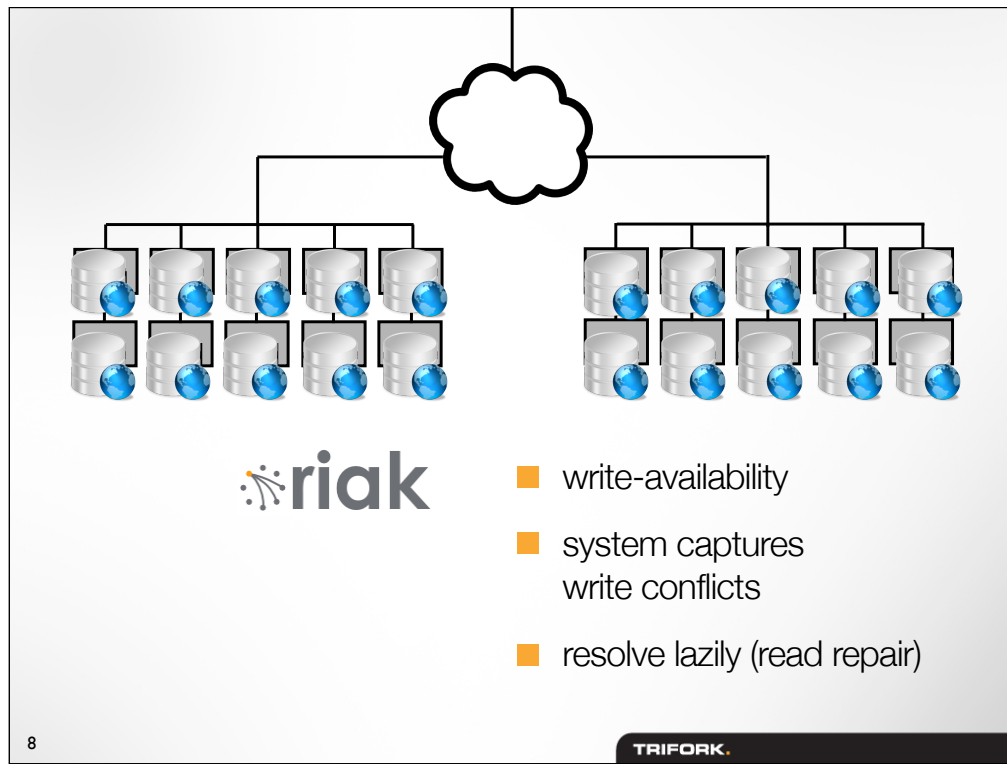 riak
write-availability
system captures
write conflicts
resolve lazily (read repair)
8
TRIFORK.